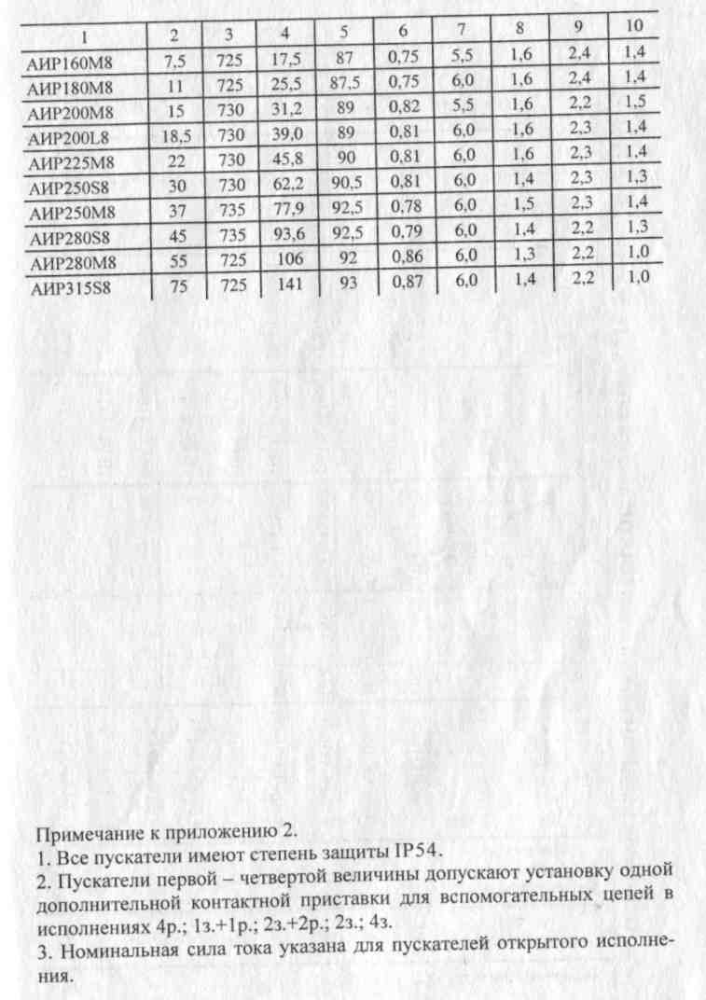 1 2 3 4 5 6 7 8 9 10
АИР160М8 7,5 725 17,5 87 0,75 5,5 1,6 2,4 1,4
АИР180М8 11 725 25,5 87,5 0,75 6,0 1,6 2,4 1,4
АИР200М8 15 730 31,2 89 0,82 5,5 1,6 2,2 1,5
АИР200L8 18,5 730 39,0 89 0,81 6,0 1,6 2,3 1,4
АИР225М8 22 730 45,8 90 0,81 6,0 1,6 2,3 1,4
АИР250S8 30 730 62,2 90,5 0,81 6,0 1,4 2,3 1,3
АИР250М8 37 735 77,9 92,5 0,78 6,0 1,5 2,3 1,4
АИР280S8 45 735 93,6 92,5 0,79 6,0 1,4 2,2 1,3
АИР280М8 55 725 106 92 0,86 6,0 1,3 2,2 1,0
АИР315S8 75 725 141 93 0,87 6,0 1,4 2,2 1,0
Примечание к приложению 2.
1. Все пускатели имеют степень защиты IP54.
2. Пускатели первой – четвертой величины допускают установку одной
дополнительной контактной приставки для вспомогательных цепей в
исполнениях 4р.; 1з.+1р.; 2з.+2р.; 2з.; 4з.
3. Номинальная сила тока указана для пускателей открытого исполне-
ния.